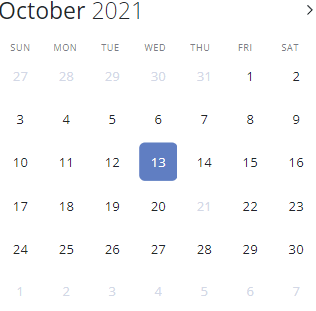 October 2021
SUN MON TUE WED THU FRI SAT
27 28 29 30 31 1 2
3 4 5 6 7 8 9
10 11 12 13 14 15 16
17 18 19 20 21 22 23
24 25 26 27 28 29 30
1 2 3 4 5 6 7